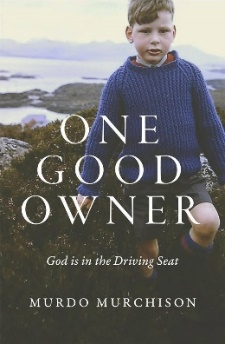 ONE
GOOD
OWNER
God is in the Driving Seat
MURDO MURCHISON